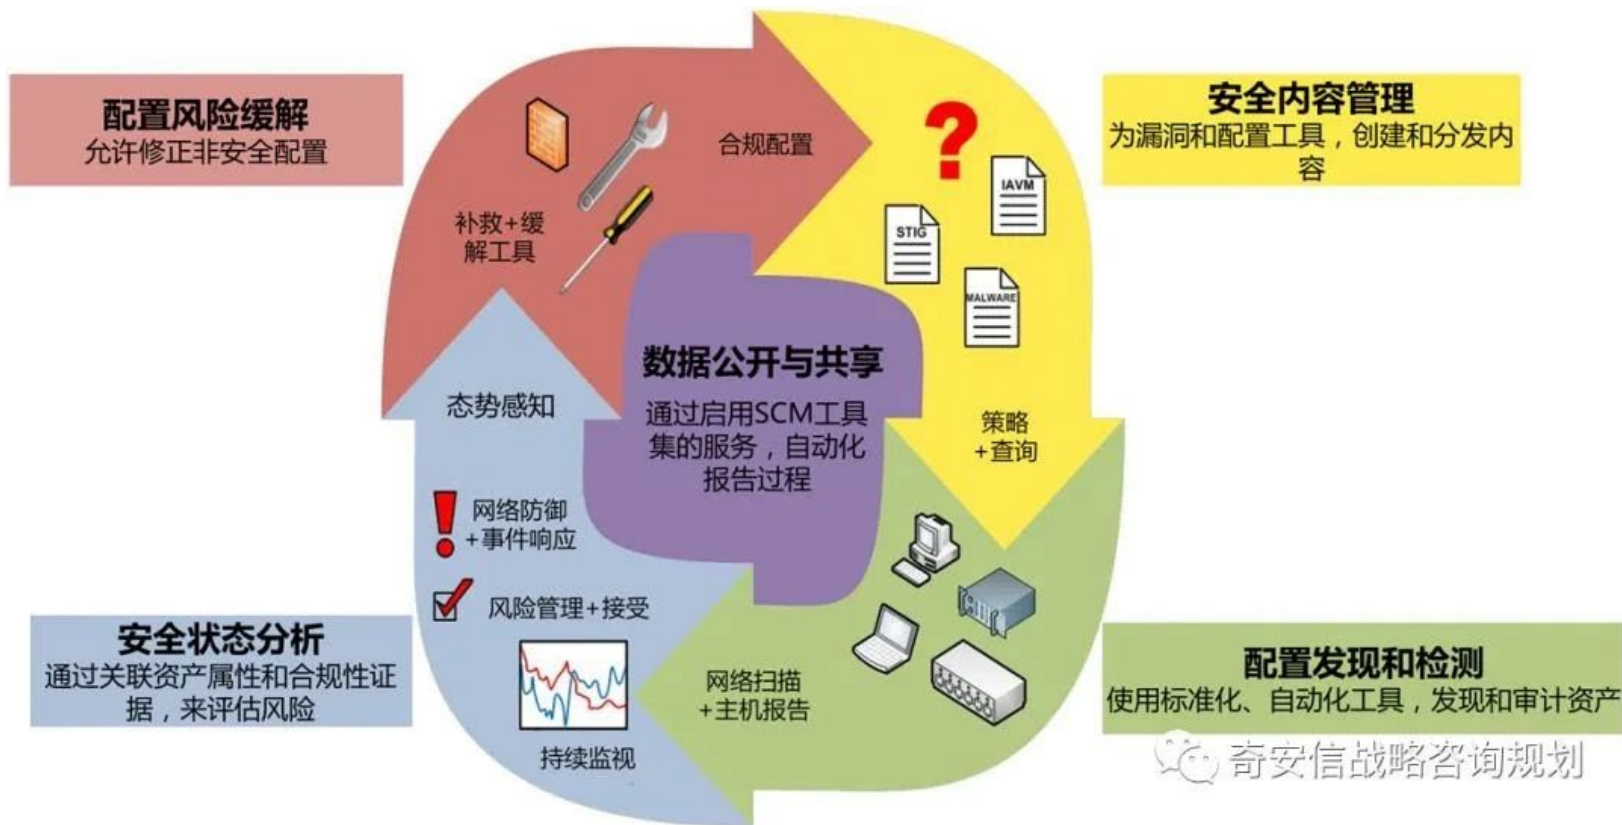 配置风险缓解
允许修正非安全配置
安全内容管理
为漏洞和配置工具，创建和分发内
容
合规配置
IAVM
STIG
MALWARE
补救+缓
解工具
数据公开与共享
通过启用SCM工具
集的服务，自动化
报告过程
态势感知
策略
+查询
网络防御
+事件响应
风险管理+接受
安全状态分析
通过关联资产属性和合规性证
据，来评估风险
持续监视
网络扫描
+主机报告
配置发现和检测
使用标准化、自动化工具，发现和审计资产
奇安信战略咨询规划